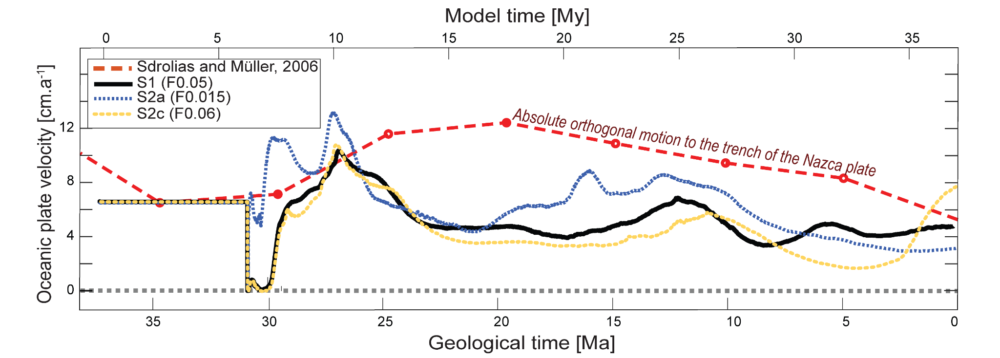 Model time [My]
0 5 10 15 20 25 30 35
Sdrolias and Müller, 2006
S1 (F0.05)
S2a (F0.015)
S2c (F0.06)
Absolute orthogonal motion to the trench of the Nazca plate
Oceanic plate velocity [cm.a-1]
12
8
4
0
35 30 25 20 15 10 5 0
Geological time [Ma]